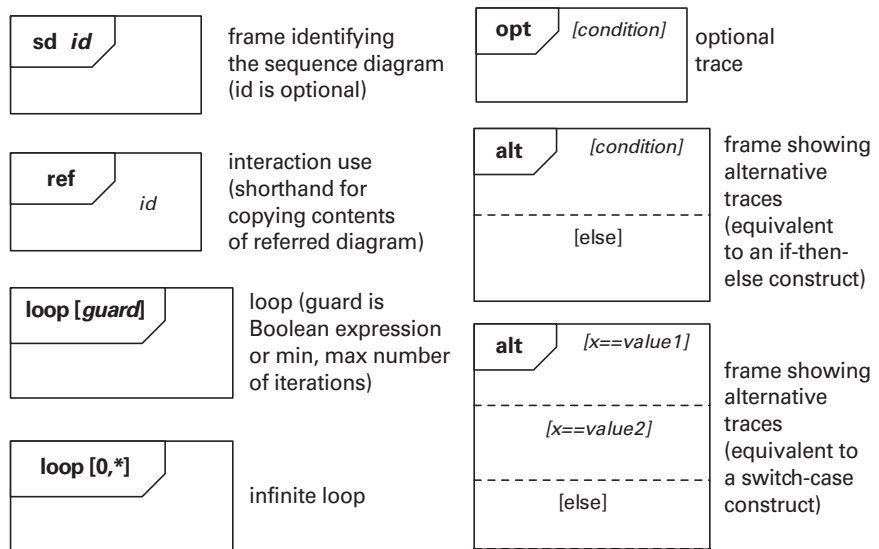 sd id
frame identifying
the sequence diagram
(id is optional)
ref
id
interaction use
(shorthand for
copying contents
of referred diagram)
loop [guard]
loop (guard is
Boolean expression
or min, max number
of iterations)
loop [0,*]
infinite loop
opt [condition]
optional
trace
alt [condition]
[else]
frame showing
alternative
traces
(equivalent
to an if-then-
else construct)
alt [x==value1]
[x==value2]
[else]
frame showing
alternative
traces
(equivalent to
a switch-case
construct)